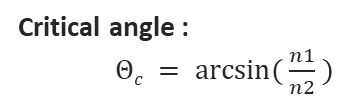 Critical angle :
Θc = arcsin(n1/n2)